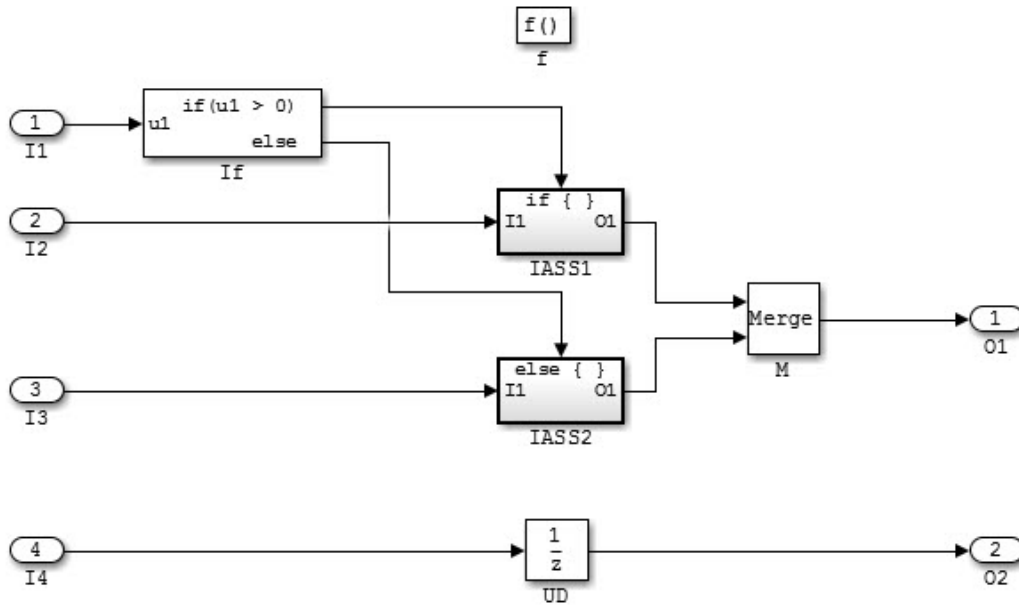 f()
f
if(u1 > 0)
1
u1
else
I1
If
if { }
2
I1
O1
I2
IASS1
Merge
1
O1
M
else { }
3
I1
O1
I3
IASS2
1
z
4
2
I4
UD
O2